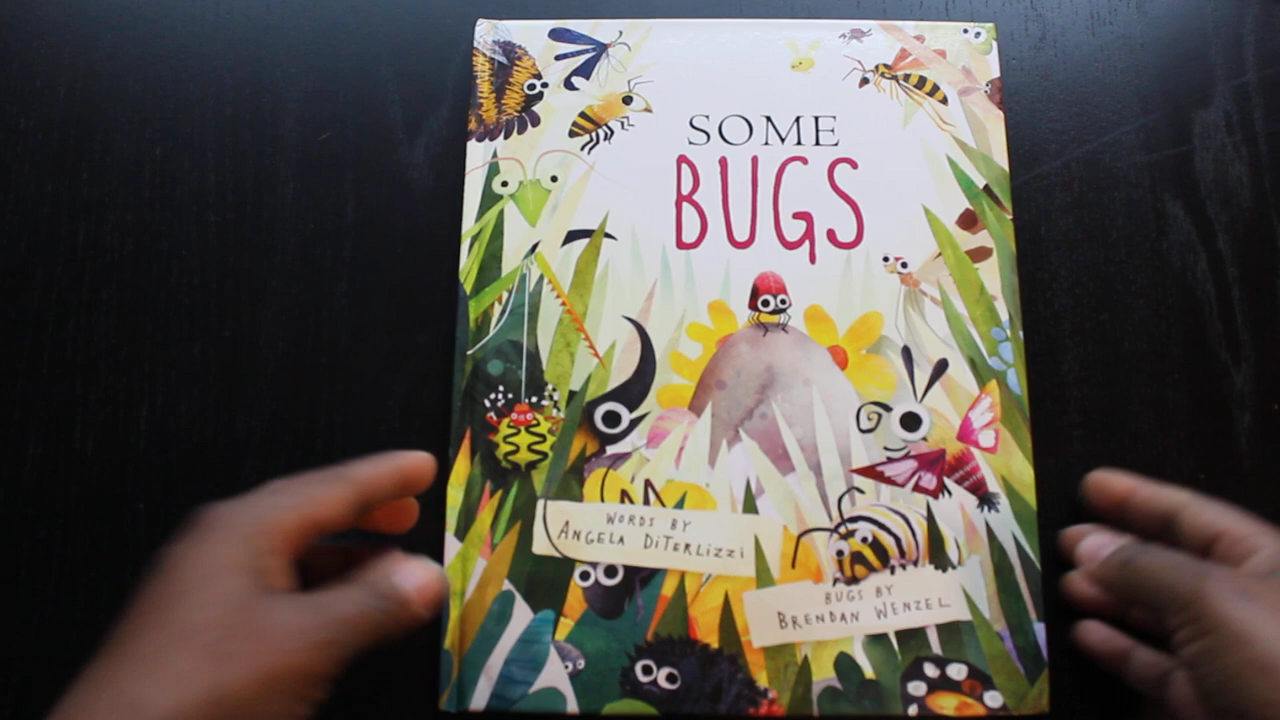 SOME
BUGS
WORDS BY
ANGELA DITERLIZZI
BUGS BY
BRENDAN WENZEL